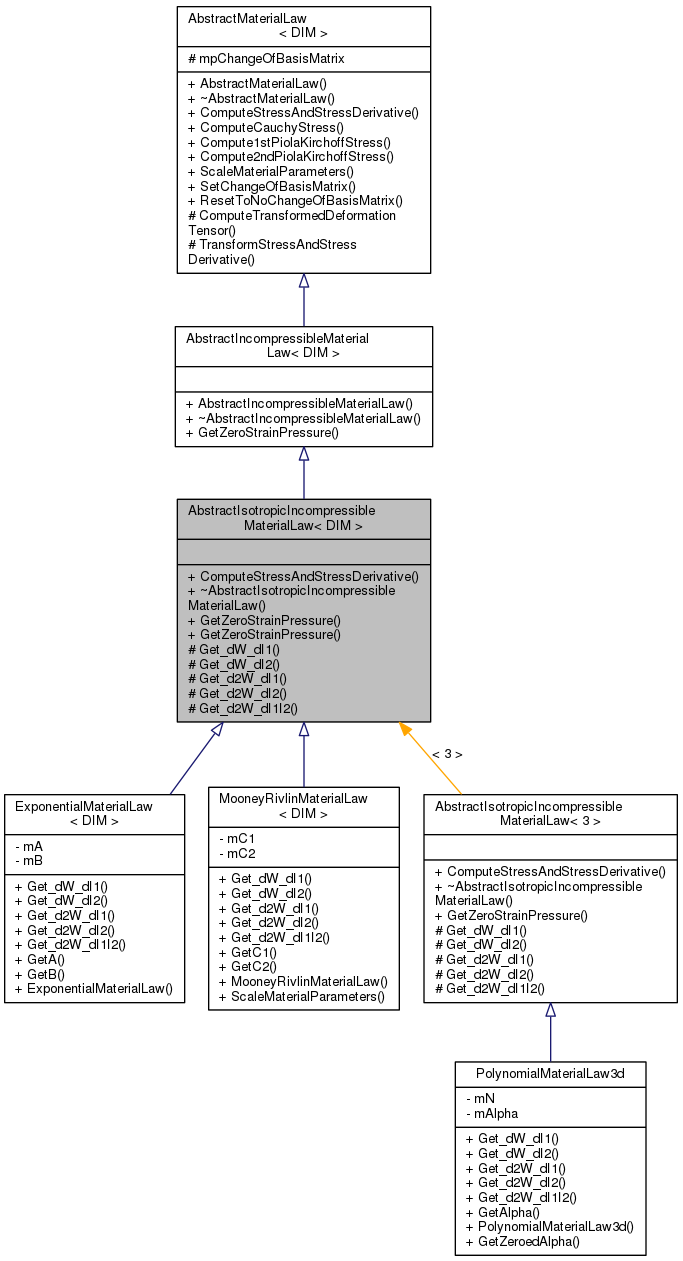 AbstractMaterialLaw
< DIM >
# mpChangeOfBasisMatrix
+ AbstractMaterialLaw()
+ ~AbstractMaterialLaw()
+ ComputeStressAndStressDerivative()
+ ComputeCauchyStress()
+ Compute1stPiolaKirchoffStress()
+ Compute2ndPiolaKirchoffStress()
+ ScaleMaterialParameters()
+ SetChangeOfBasisMatrix()
+ ResetToNoChangeOfBasisMatrix()
# ComputeTransformedDeformation
Tensor()
# TransformStressAndStress
Derivative()
AbstractIncompressibleMaterial
Law< DIM >
+ AbstractIncompressibleMaterialLaw()
+ ~AbstractIncompressibleMaterialLaw()
+ GetZeroStrainPressure()
AbstractIsotropicIncompressible
MaterialLaw< DIM >
+ ComputeStressAndStressDerivative()
+ ~AbstractIsotropicIncompressible
MaterialLaw()
+ GetZeroStrainPressure()
+ GetZeroStrainPressure()
# Get_dW_dI1()
# Get_dW_dI2()
# Get_d2W_dI1()
# Get_d2W_dI2()
# Get_d2W_dI1I2()
< 3 >
ExponentialMaterialLaw
< DIM >
- mA
- mB
+ Get_dW_dI1()
+ Get_dW_dI2()
+ Get_d2W_dI1()
+ Get_d2W_dI2()
+ Get_d2W_dI1I2()
+ GetA()
+ GetB()
+ ExponentialMaterialLaw()
MooneyRivlinMaterialLaw
< DIM >
- mC1
- mC2
+ Get_dW_dI1()
+ Get_dW_dI2()
+ Get_d2W_dI1()
+ Get_d2W_dI2()
+ Get_d2W_dI1I2()
+ GetC1()
+ GetC2()
+ MooneyRivlinMaterialLaw()
+ ScaleMaterialParameters()
AbstractIsotropicIncompressible
MaterialLaw< 3 >
+ ComputeStressAndStressDerivative()
+ ~AbstractIsotropicIncompressible
MaterialLaw()
+ GetZeroStrainPressure()
# Get_dW_dI1()
# Get_dW_dI2()
# Get_d2W_dI1()
# Get_d2W_dI2()
# Get_d2W_dI1I2()
PolynomialMaterialLaw3d
- mN
- mAlpha
+ Get_dW_dI1()
+ Get_dW_dI2()
+ Get_d2W_dI1()
+ Get_d2W_dI2()
+ Get_d2W_dI1I2()
+ GetAlpha()
+ PolynomialMaterialLaw3d()
+ GetZeroedAlpha()